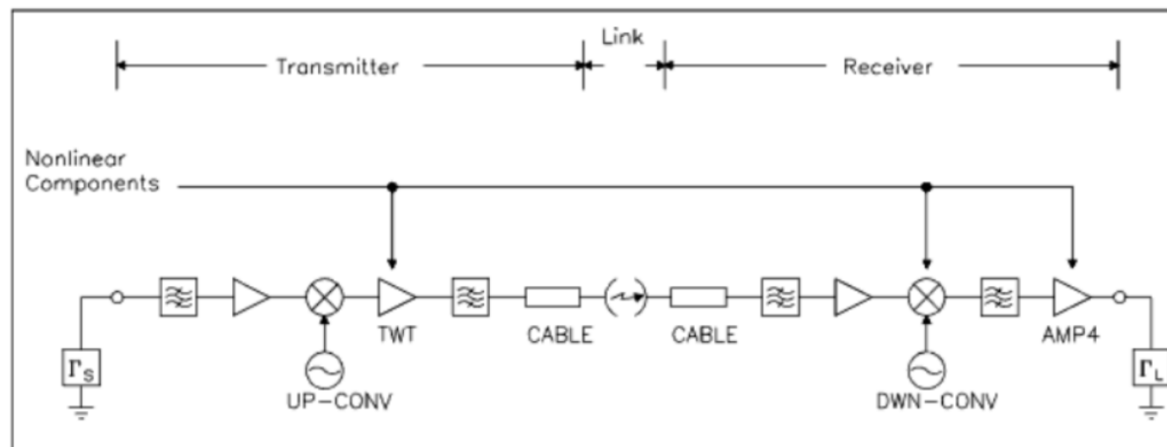 Link
Transmitter
Receiver
Nonlinear
Components
TWT
CABLE
CABLE
AMP4
ΓS
ΓL
UP-CONV
DWN-CONV